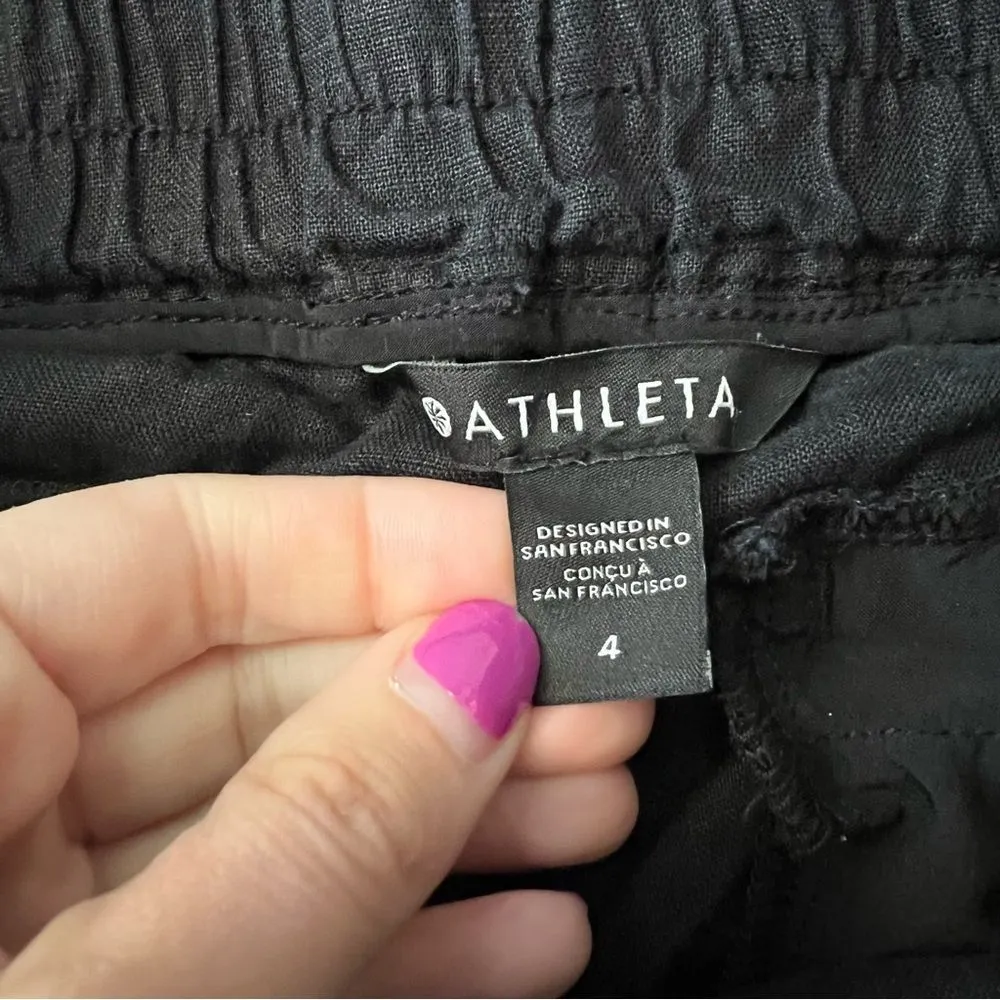 ATHLETA
DESIGNED IN
SAN FRANCISCO
CONÇU À
SAN FRANCISCO
4